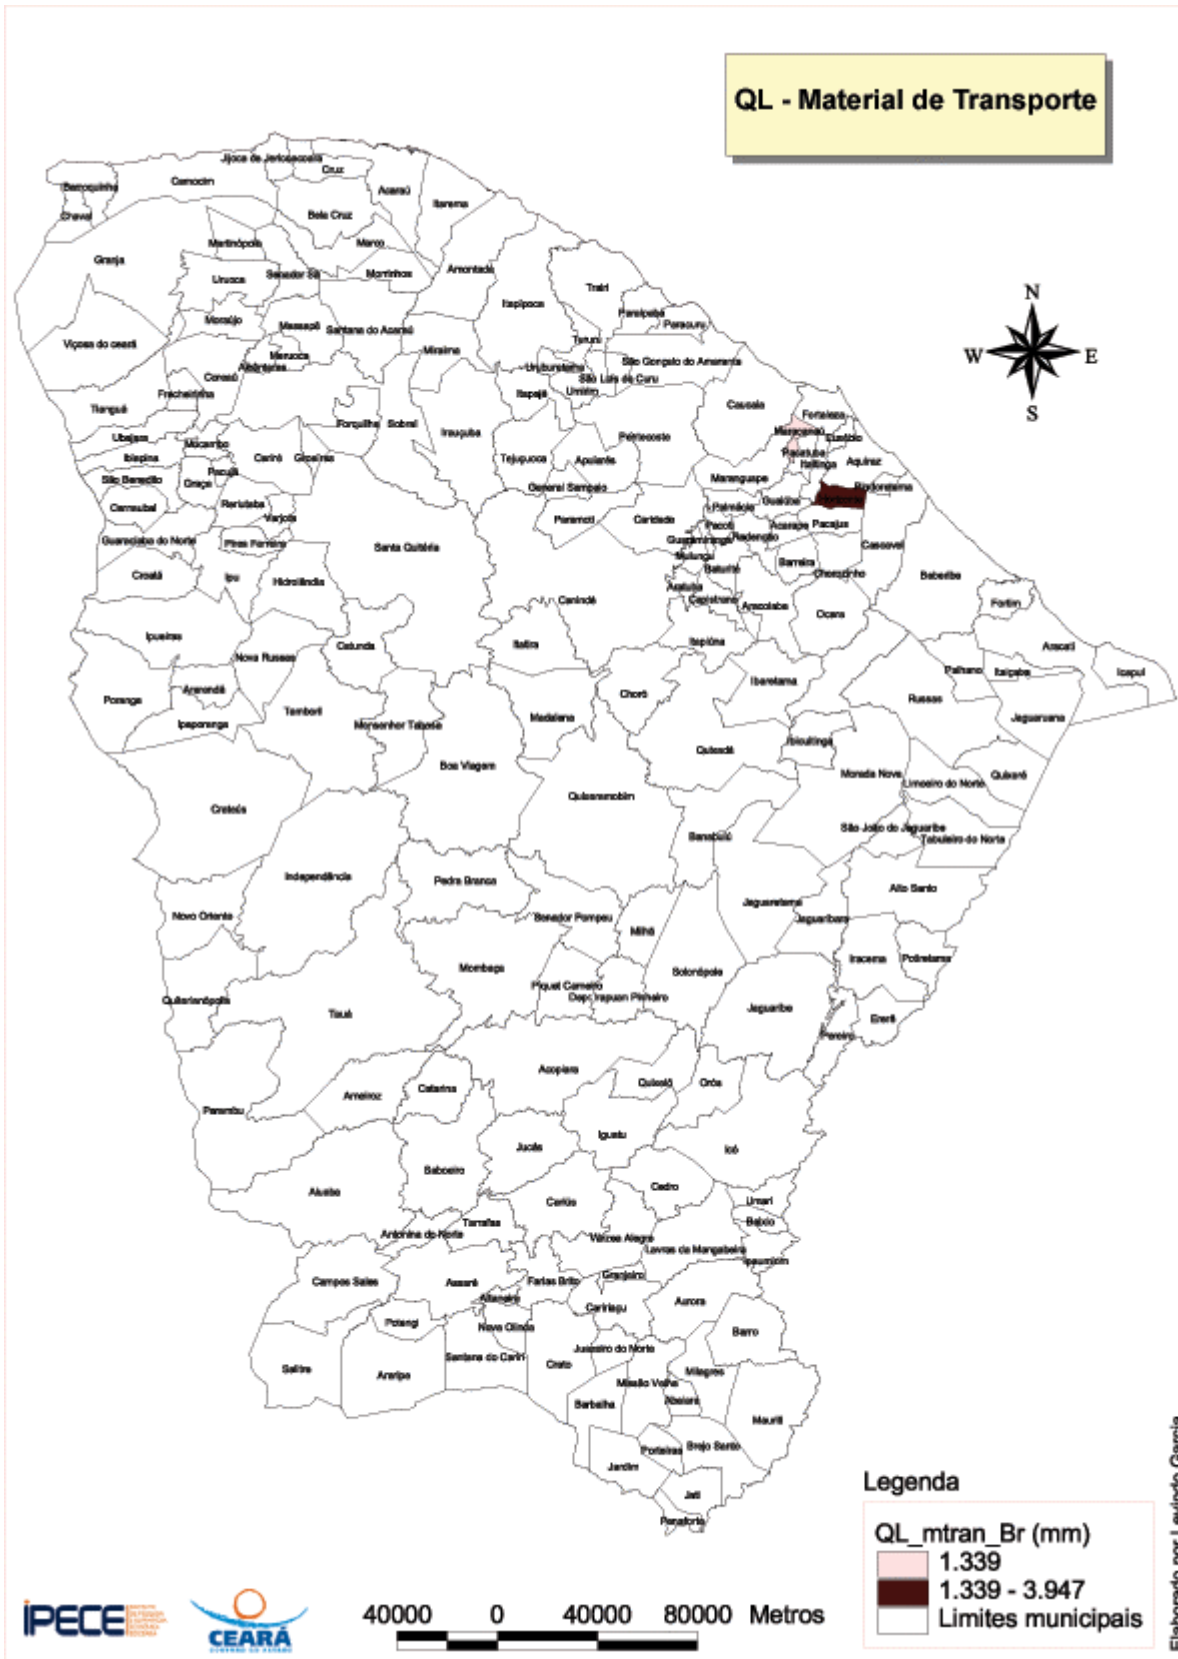 QL - Material de Transporte
Jijoca de Jericoacoara
Cruz
Barroquinha
Camocim
Acaraú
Itarema
Chaval
Bela Cruz
Martinópole
Marco
Granja
Uruoca
Senador Sá
Morrinhos
Amontada
Trairi
Itapipoca
Paraipaba
Paracuru
Moraújo
Massapê
Santana do Acaraú
Viçosa do ceará
Meruoca
Miraíma
Tururu
São Gonçalo do Amarante
Alcântaras
Coreaú
Uruburetama
São Luis do Curu
Frecheirinha
Itapajé
Umirim
Tianguá
Caucaia
Fortaleza
Forquilha
Sobral
Irauçuba
Maracanaú
Ubajara
Mucambo
Pentecoste
Eusébio
Ibiapina
Cariré
Groaíras
Tejuçuoca
Apuiarés
Pacatuba
Itaitinga
Aquiraz
São Benedito
Pacujá
Graça
General Sampaio
Maranguape
Pindoretama
Carnaubal
Reriutaba
Varjota
Paramoti
Caridade
Palmácia
Guaiúba
Horizonte
Guaraciaba do Norte
Pires Ferreira
Santa Quitéria
Pacoti
Redenção
Acarape
Pacajus
Guaramiranga
Mulungu
Cascavel
Croatá
Ipu
Hidrolândia
Baturité
Barreira
Chorozinho
Beberibe
Aratuba
Capistrano
Canindé
Aracoiaba
Ocara
Fortim
Ipueiras
Nova Russas
Catunda
Itatira
Itapiúna
Aracati
Ararendá
Poranga
Choró
Ibaretama
Palhano
Itaiçaba
Icapuí
Russas
Ipaporanga
Tamboril
Monsenhor Tabosa
Madalena
Jaguaruana
Quixadá
Ibicuitinga
Boa Viagem
Morada Nova
Quixeré
Limoeiro do Norte
Crateús
Quixeramobim
Banabuiú
São João do Jaguaribe
Tabuleiro do Norte
Independência
Pedra Branca
Alto Santo
Novo Oriente
Senador Pompeu
Milhã
Jaguaretama
Jaguaribara
Mombaça
Solonópole
Iracema
Potiretama
Piquet Carneiro
Dep. Irapuan Pinheiro
Quiterianópolis
Tauá
Jaguaribe
Ererê
Pereiro
Acopiara
Parambu
Arneiroz
Catarina
Quixelô
Orós
Jucás
Iguatu
Icó
Saboeiro
Aiuaba
Cariús
Cedro
Umari
Baixio
Antonina do Norte
Tarrafas
Várzea Alegre
Lavras da Mangabeira
Ipaumirim
Campos Sales
Assaré
Farias Brito
Granjeiro
Altaneira
Caririaçu
Aurora
Potengi
Nova Olinda
Barro
Salitre
Araripe
Santana do Cariri
Crato
Juazeiro do Norte
Milagres
Missão Velha
Barbalha
Abaiara
Mauriti
Porteiras
Brejo Santo
Jardim
Jati
Penaforte
N
W
E
S
Legenda
QL_mtran_Br (mm)
1.339
1.339 - 3.947
Limites municipais
40000 0 40000 80000 Metros
IPECE
CEARÁ
GOVERNO DO ESTADO
Elaborado por Levindo Garcia